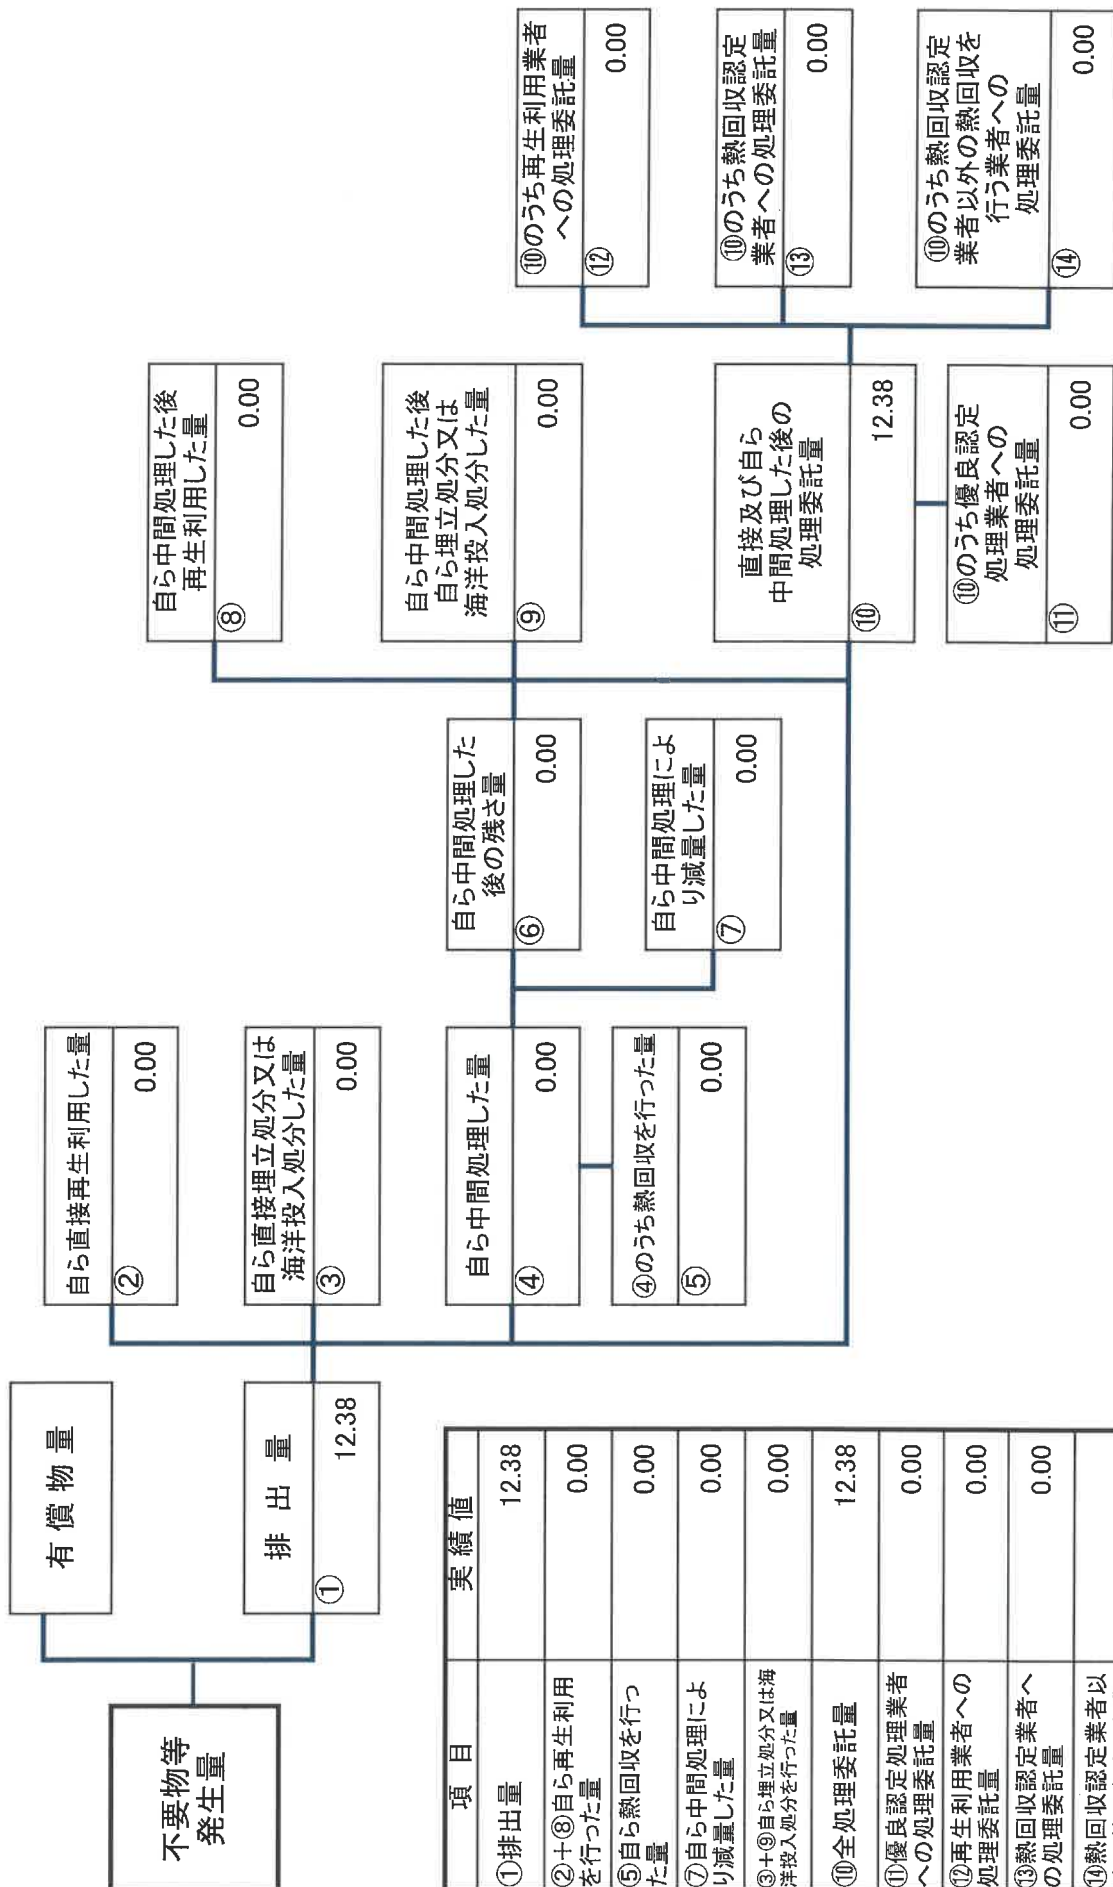 不要物等
発生量
有償物量
排出量
①
12.38
自ら直接再生利用した量
②
0.00
自ら直接埋立処分又は
海洋投入処分した量
③
0.00
自ら中間処理した量
④
0.00
④のうち熱回収を行った量
⑤
0.00
自ら中間処理した
後の残さ量
⑥
0.00
自ら中間処理によ
り減量した量
⑦
0.00
自ら中間処理した後
再生利用した量
⑧
0.00
自ら中間処理した後
自ら埋立処分又は
海洋投入処分した量
⑨
0.00
直接及び自ら
中間処理した後の
処理委託量
⑩
12.38
⑩のうち優良認定
処理業者への
処理委託量
⑪
0.00
⑩のうち再生利用業者
への処理委託量
⑫
0.00
⑩のうち熱回収認定
業者への処理委託量
⑬
0.00
⑩のうち熱回収認定
業者以外の熱回収を
行う業者への
処理委託量
⑭
0.00
項目 実績値
①排出量 12.38
②+⑧自ら再生利用
を行った量 0.00
⑤自ら熱回収を行っ
た量 0.00
⑦自ら中間処理によ
り減量した量 0.00
③+⑨自ら埋立処分又は海
洋投入処分を行った量 0.00
⑩全処理委託量 12.38
⑪優良認定処理業者
への処理委託量 0.00
⑫再生利用業者への
処理委託量 0.00
⑬熱回収認定業者へ
の処理委託量 0.00
⑭熱回収認定業者以